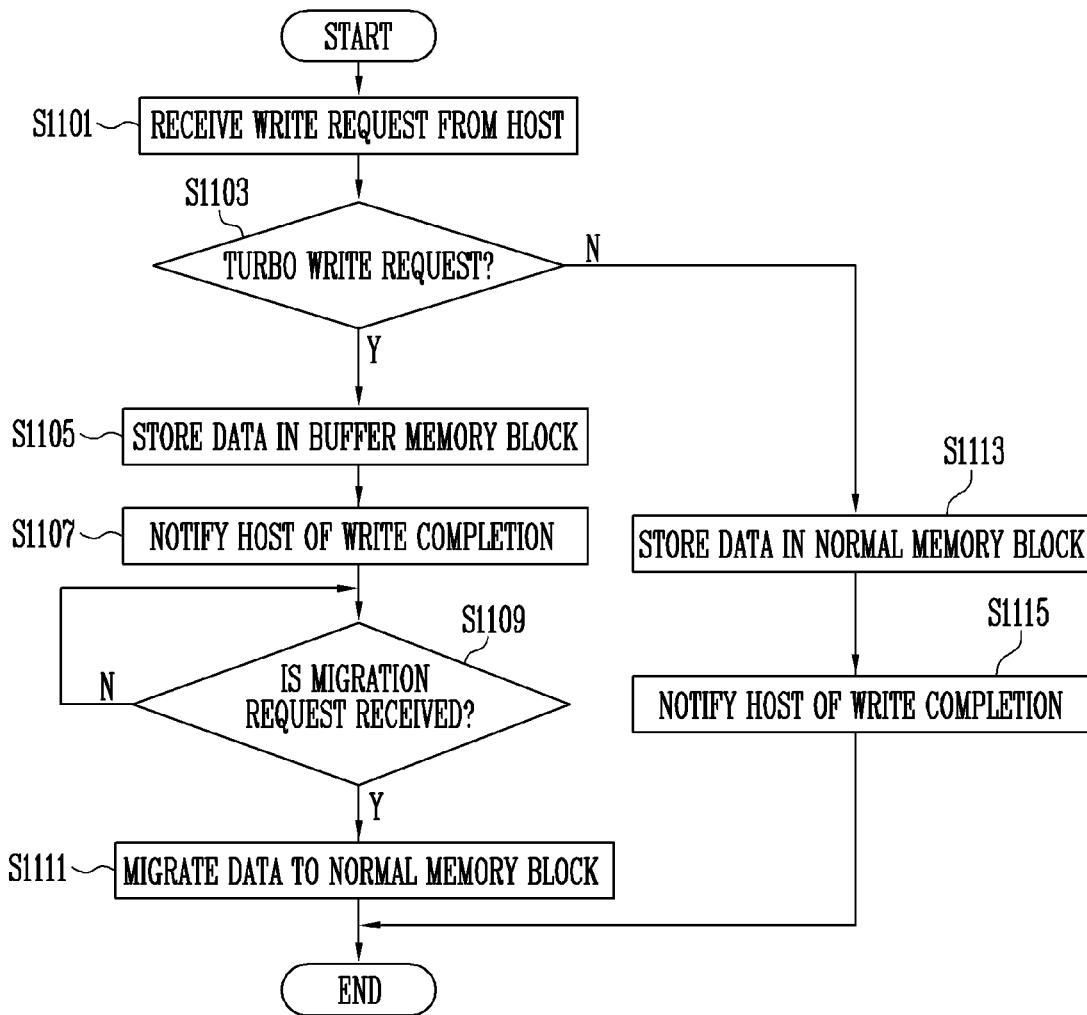 START
S1101
RECEIVE WRITE REQUEST FROM HOST
S1103
TURBO WRITE REQUEST?
N
Y
S1105
STORE DATA IN BUFFER MEMORY BLOCK
S1107
NOTIFY HOST OF WRITE COMPLETION
S1109
IS MIGRATION
REQUEST RECEIVED?
N
Y
S1111
MIGRATE DATA TO NORMAL MEMORY BLOCK
S1113
STORE DATA IN NORMAL MEMORY BLOCK
S1115
NOTIFY HOST OF WRITE COMPLETION
END